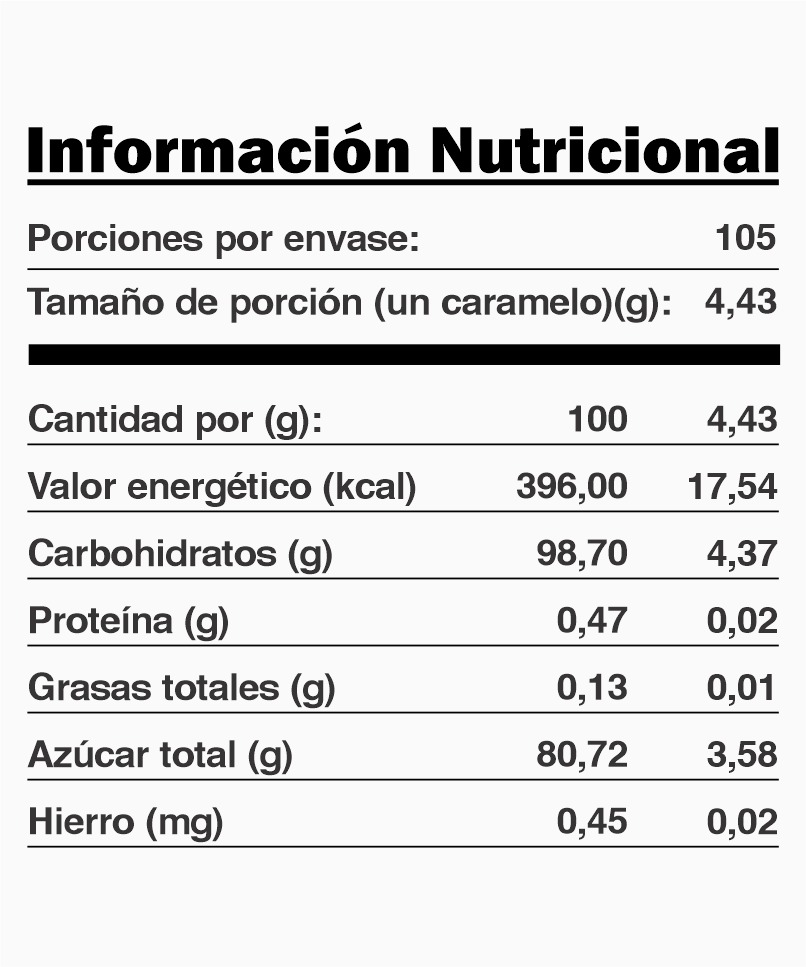 Información Nutricional
Porciones por envase: 105
Tamaño de porción (un caramelo)(g): 4,43
Cantidad por (g): 100 4,43
Valor energético (kcal) 396,00 17,54
Carbohidratos (g) 98,70 4,37
Proteína (g) 0,47 0,02
Grasas totales (g) 0,13 0,01
Azúcar total (g) 80,72 3,58
Hierro (mg) 0,45 0,02